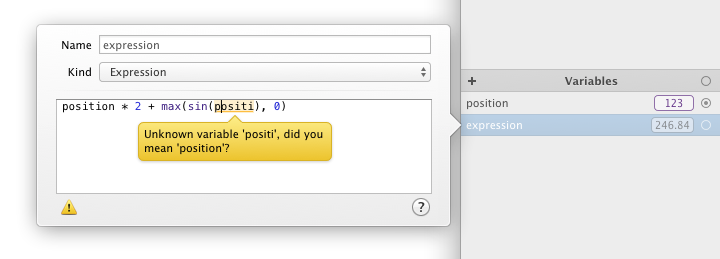 Name expression
Kind Expression
position * 2 + max(sin(positi), 0)
Unknown variable 'positi', did you
mean 'position'?
?
+ Variables
position 123
expression 246.84